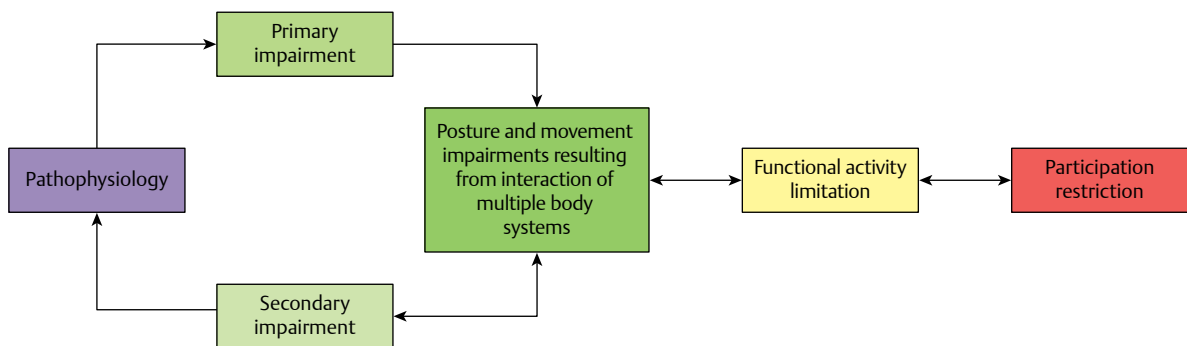 Primary
impairment
Pathophysiology
Posture and movement
impairments resulting
from interaction of
multiple body
systems
Functional activity
limitation
Participation
restriction
Secondary
impairment